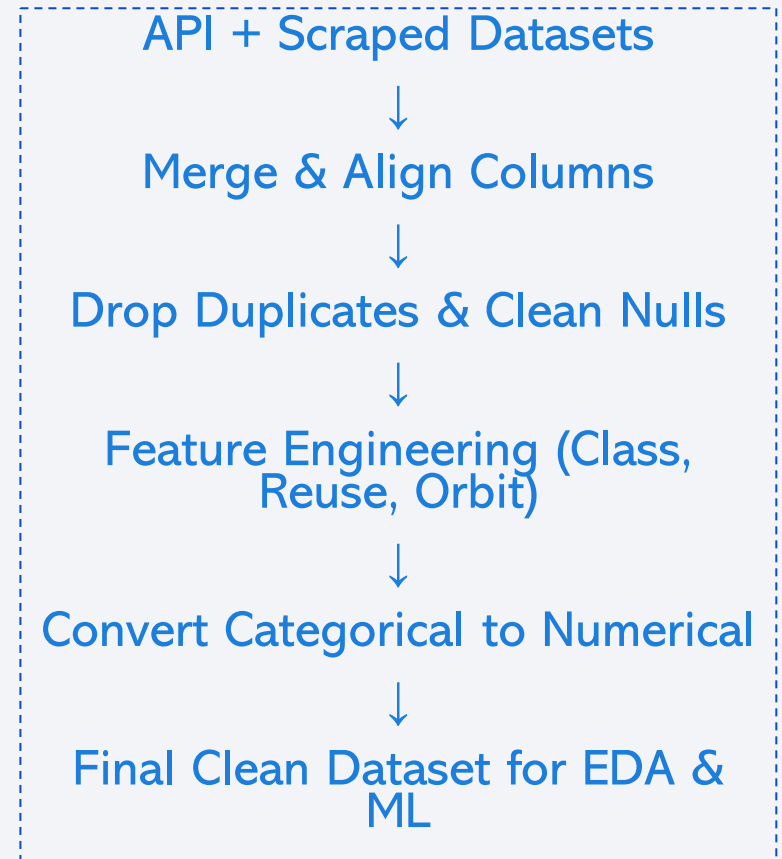 API + Scraped Datasets
↓
Merge & Align Columns
↓
Drop Duplicates & Clean Nulls
↓
Feature Engineering (Class,
Reuse, Orbit)
↓
Convert Categorical to Numerical
↓
Final Clean Dataset for EDA &
ML